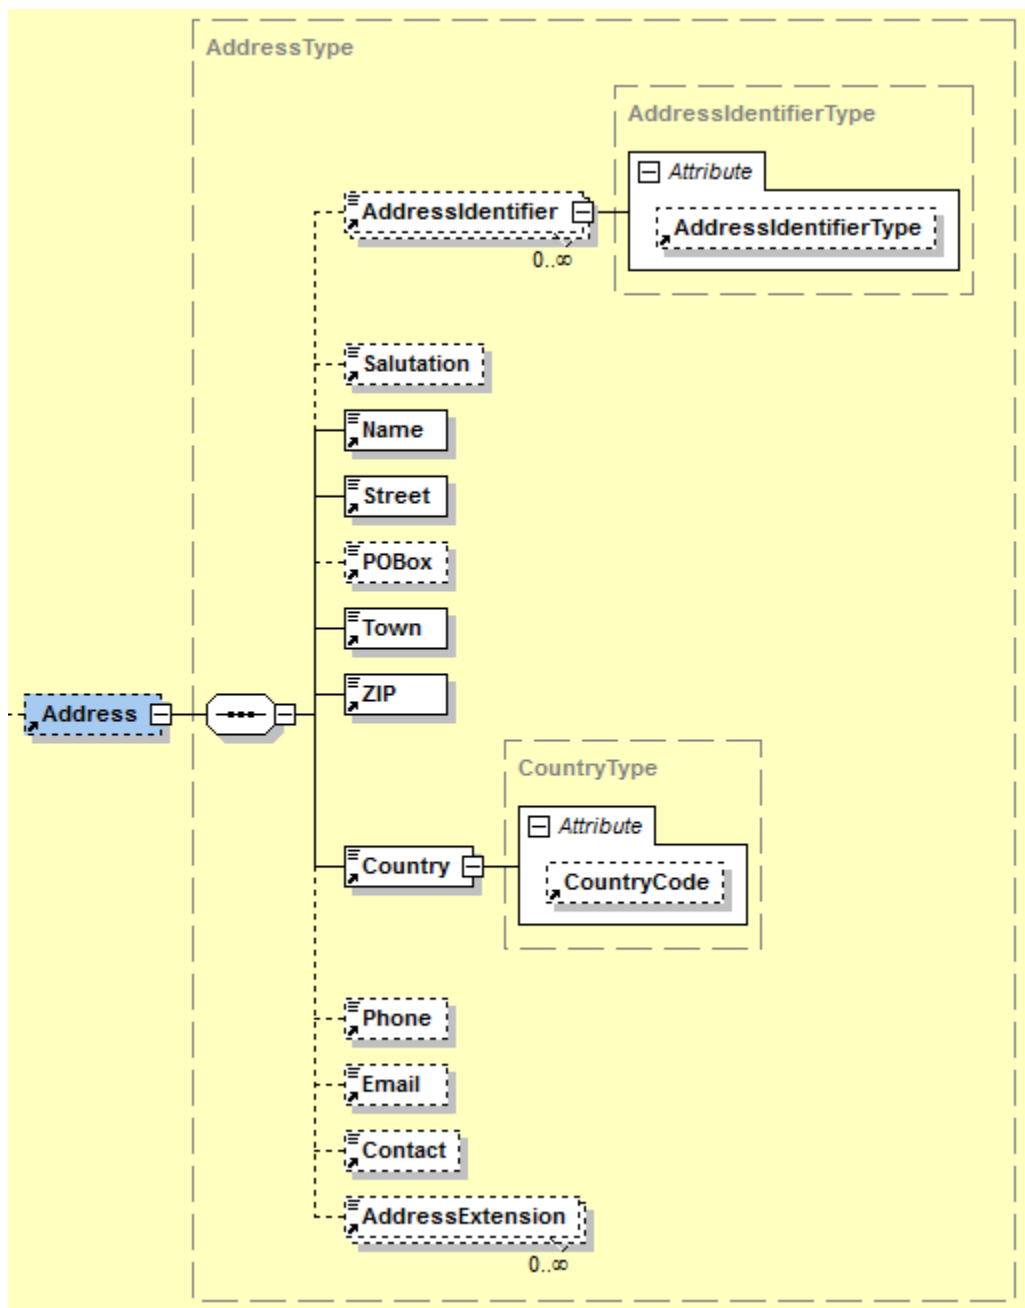 AddressType
AddressIdentifierType
Attribute
AddressIdentifier
AddressIdentifierType
0..∞
Salutation
Name
Street
POBox
Town
ZIP
Address
CountryType
Attribute
Country
CountryCode
Phone
Email
Contact
AddressExtension
0..∞